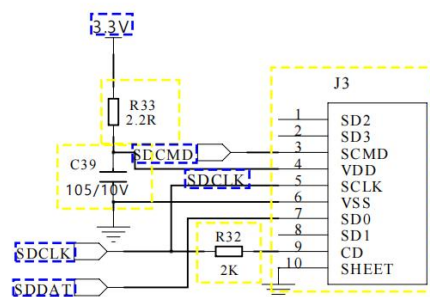 3.3V
J3
R33
2.2R
1 SD2
2 SD3
SDCMD 3 SCMD
C39 4 VDD
105/10V SDCLK 5 SCLK
6 VSS
7 SD0
R32 8 SD1
SDCLK 9 CD
2K 10 SHEET
SDDAT